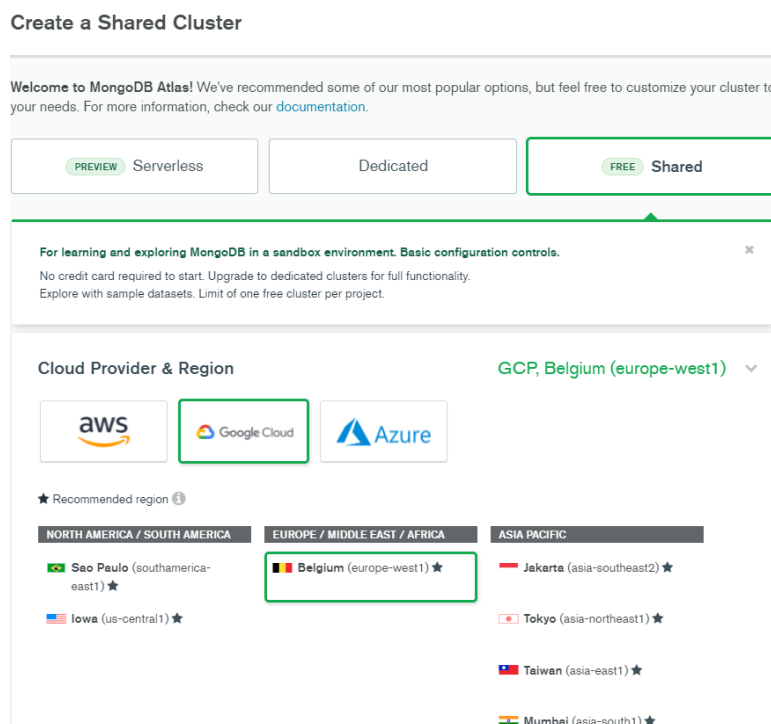 Create a Shared Cluster
Welcome to MongoDB Atlas! We've recommended some of our most popular options, but feel free to customize your cluster to
your needs. For more information, check our documentation.
PREVIEW Serverless
Dedicated
FREE Shared
For learning and exploring MongoDB in a sandbox environment. Basic configuration controls.
No credit card required to start. Upgrade to dedicated clusters for full functionality.
Explore with sample datasets. Limit of one free cluster per project.
Cloud Provider & Region
GCP, Belgium (europe-west1)
aws
Google Cloud
Azure
★ Recommended region
NORTH AMERICA / SOUTH AMERICA
Sao Paulo (southamerica-
east1) ★
Iowa (us-central1) ★
EUROPE / MIDDLE EAST / AFRICA
Belgium (europe-west1) ★
ASIA PACIFIC
Jakarta (asia-southeast2) ★
Tokyo (asia-northeast1) ★
Taiwan (asia-east1) ★
Mumbai (asia-south1) ★